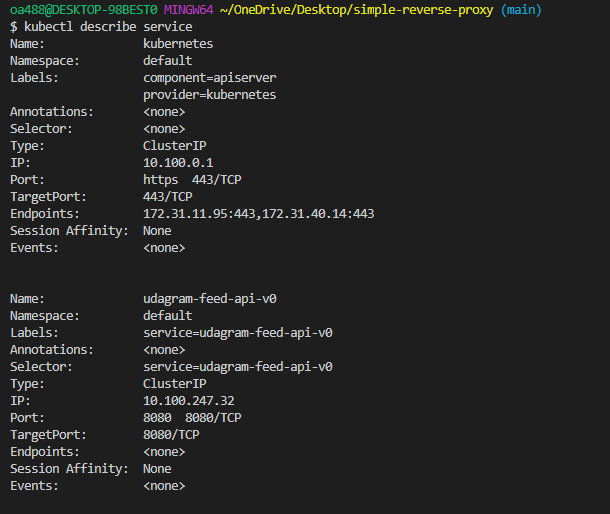 oa488@DESKTOP-98BEST0 MINGW64 ~/OneDrive/Desktop/simple-reverse-proxy (main)
$ kubectl describe service
Name:              kubernetes
Namespace:         default
Labels:            component=apiserver
                   provider=kubernetes
Annotations:       <none>
Selector:          <none>
Type:              ClusterIP
IP:                10.100.0.1
Port:              https  443/TCP
TargetPort:        443/TCP
Endpoints:         172.31.11.95:443,172.31.40.14:443
Session Affinity:  None
Events:            <none>


Name:              udagram-feed-api-v0
Namespace:         default
Labels:            service=udagram-feed-api-v0
Annotations:       <none>
Selector:          service=udagram-feed-api-v0
Type:              ClusterIP
IP:                10.100.247.32
Port:              8080  8080/TCP
TargetPort:        8080/TCP
Endpoints:         <none>
Session Affinity:  None
Events:            <none>